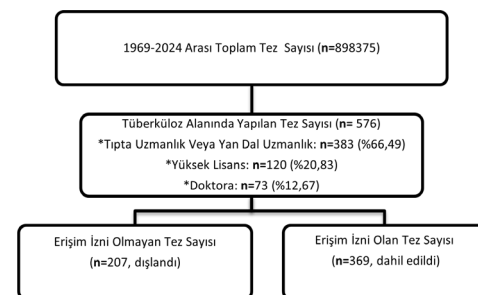 1969-2024 Arası Toplam Tez Sayısı (n=898375)
Tüberküloz Alanında Yapılan Tez Sayısı (n= 576)
*Tıpta Uzmanlık Veya Yan Dal Uzmanlık: n=383 (%66,49)
*Yüksek Lisans: n=120 (%20,83)
*Doktora: n=73 (%12,67)
Erişim İzni Olmayan Tez Sayısı
(n=207, dışlandı)
Erişim İzni Olan Tez Sayısı
(n=369, dahil edildi)